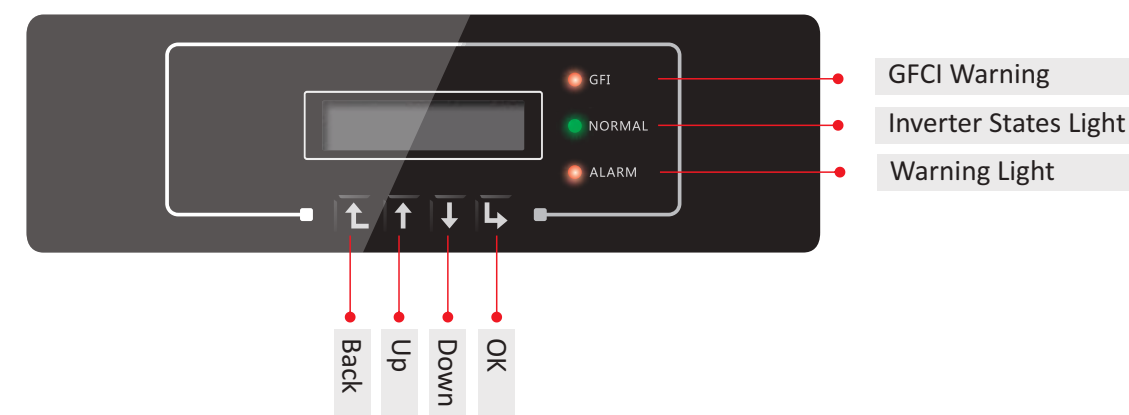 GFI
GFCI Warning
NORMAL
Inverter States Light
ALARM
Warning Light
Back
Up
Down
OK